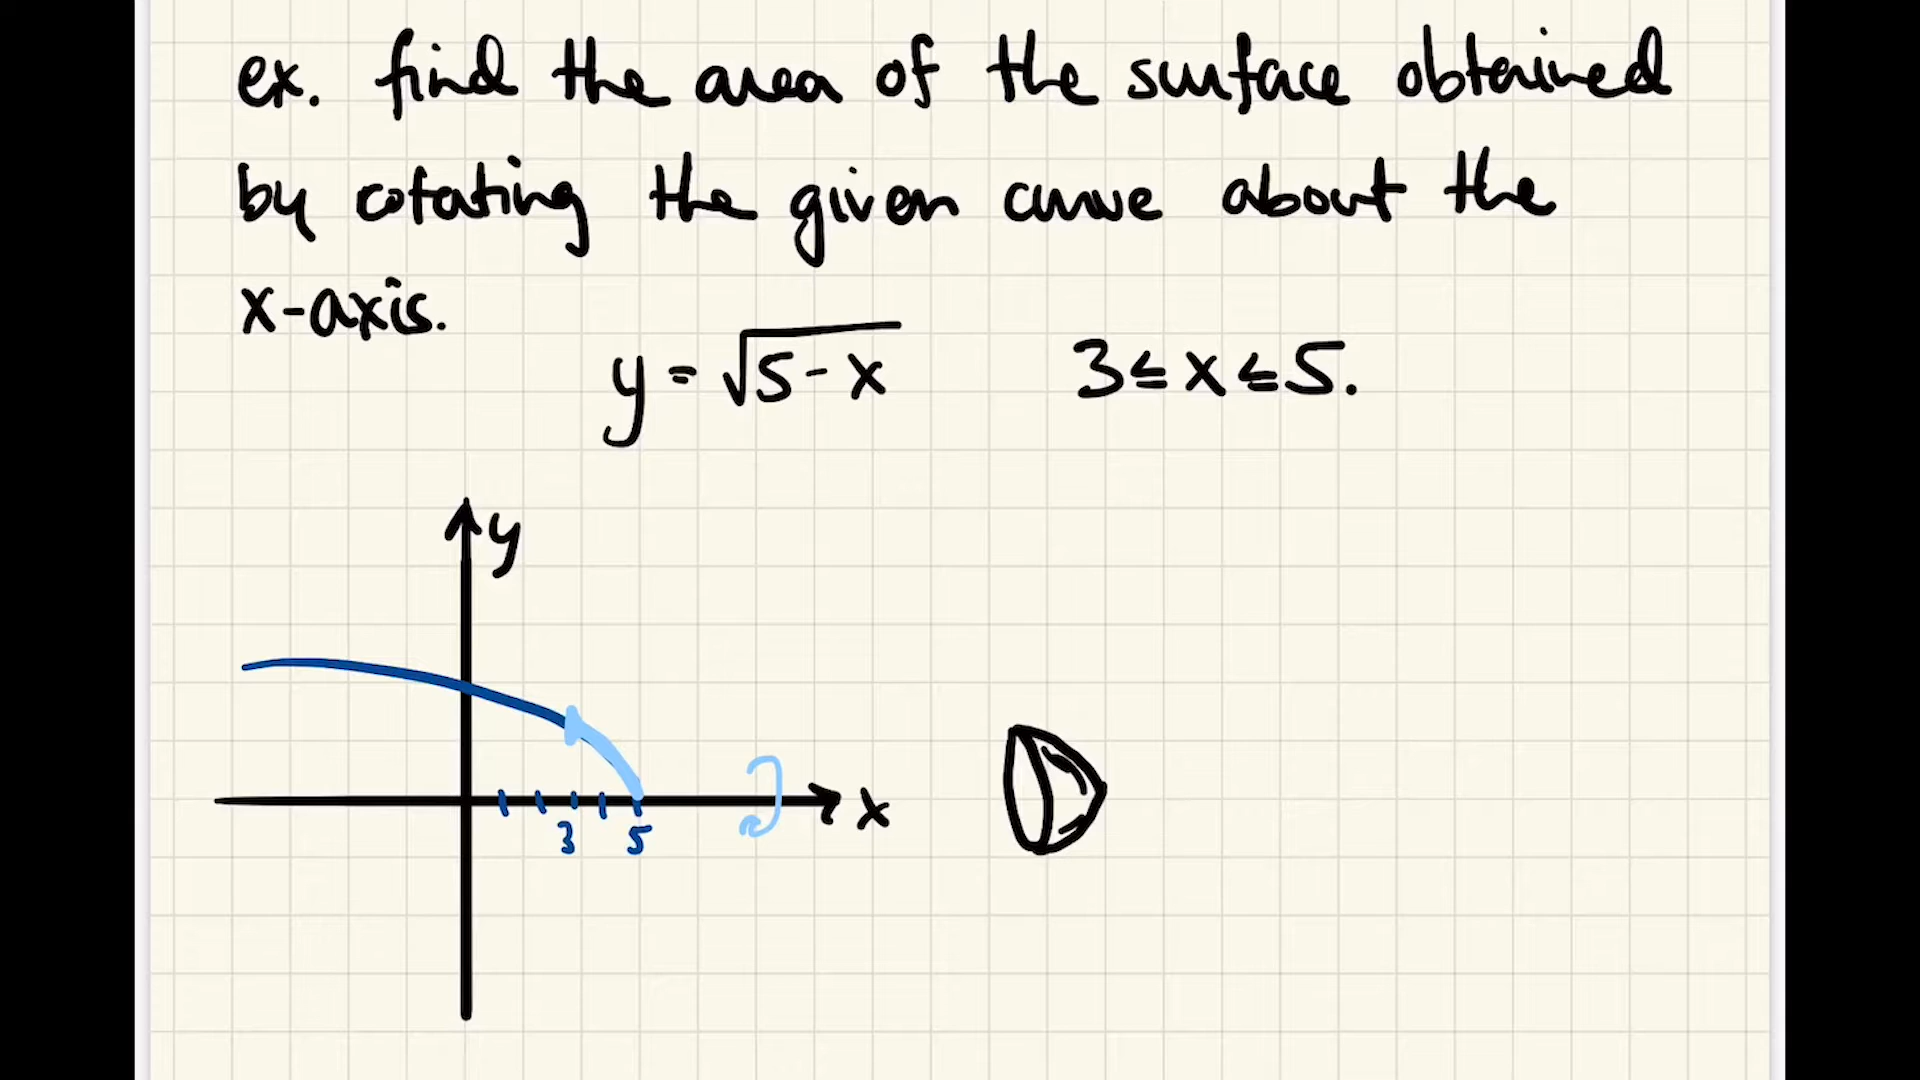 ex. find the area of the surface obtained
by rotating the given curve about the
x-axis.
y = √5-x 3≤x≤5.
y
x
3 5